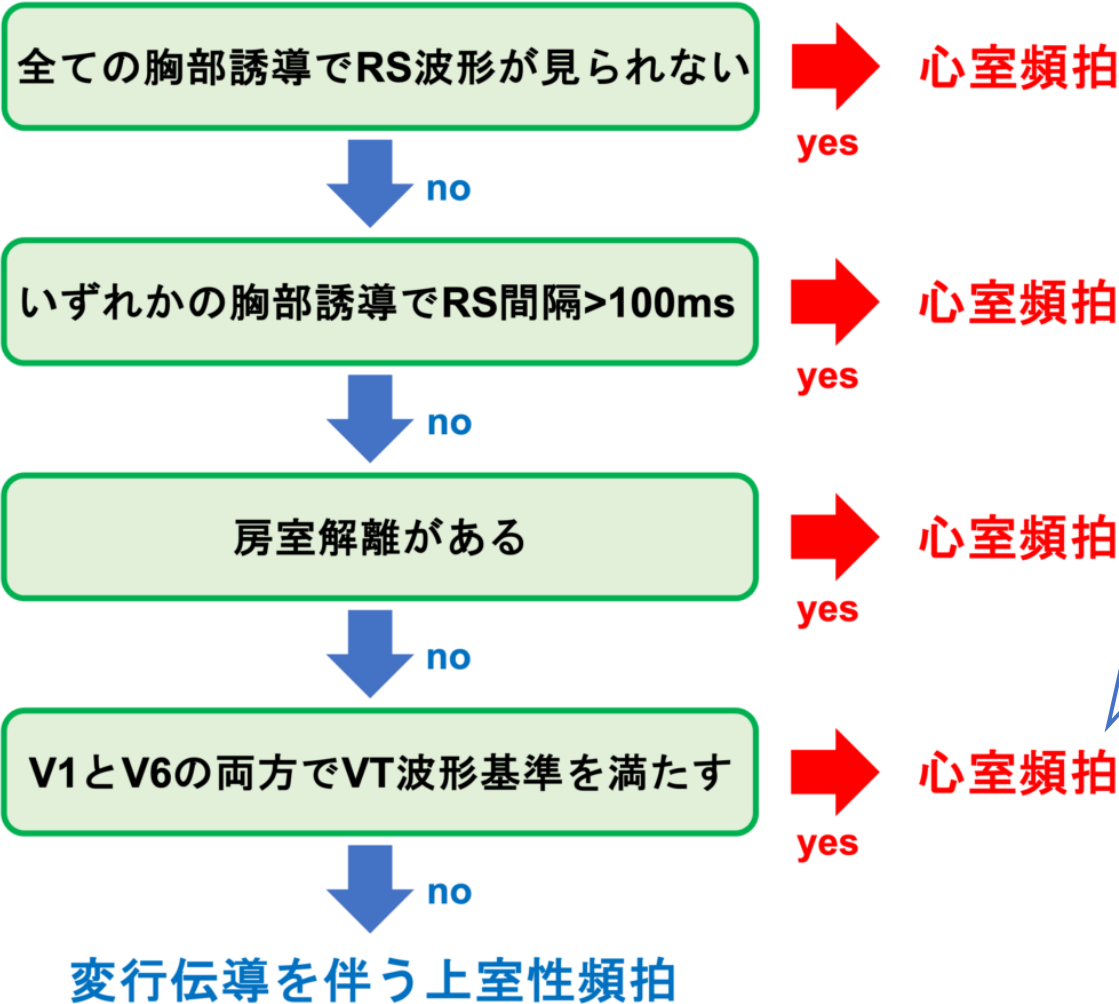 全ての胸部誘導でRS波形が見られない
心室頻拍
yes
no
いずれかの胸部誘導でRS間隔>100ms
心室頻拍
yes
no
房室解離がある
心室頻拍
yes
no
V1とV6の両方でVT波形基準を満たす
心室頻拍
yes
no
変行伝導を伴う上室性頻拍